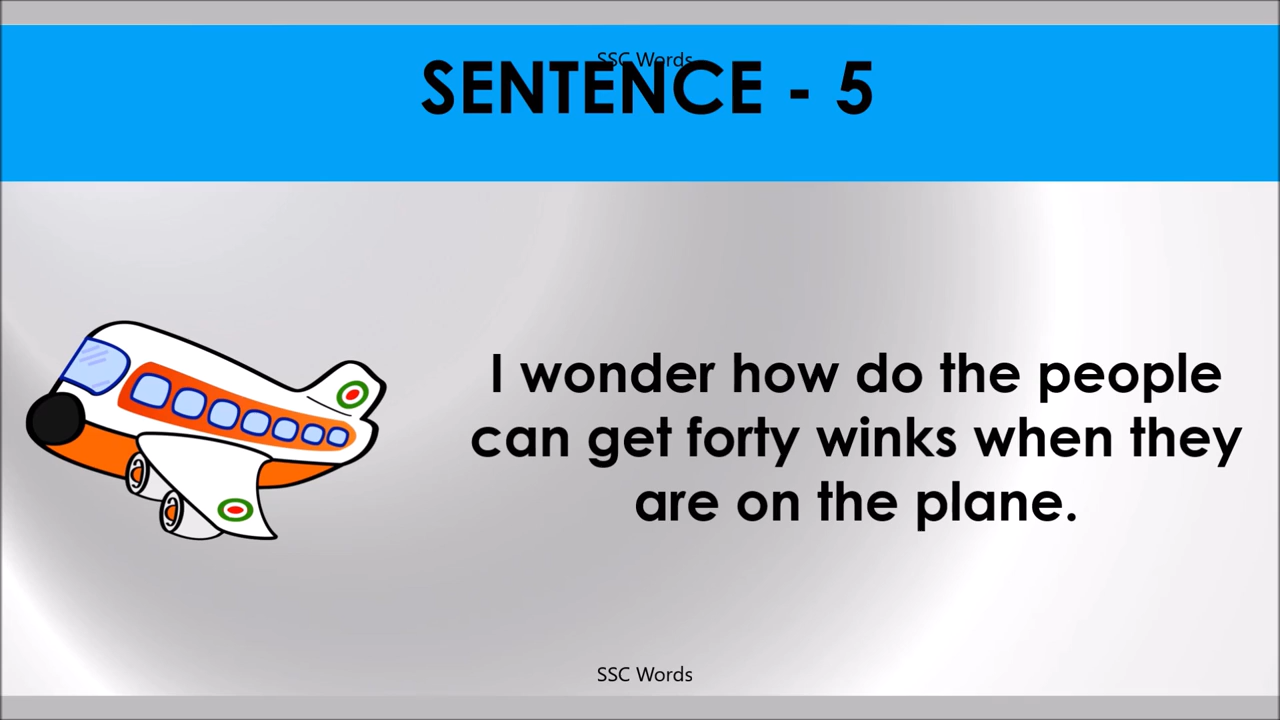 SSC Words
SENTENCE - 5
I wonder how do the people
can get forty winks when they
are on the plane.
SSC Words